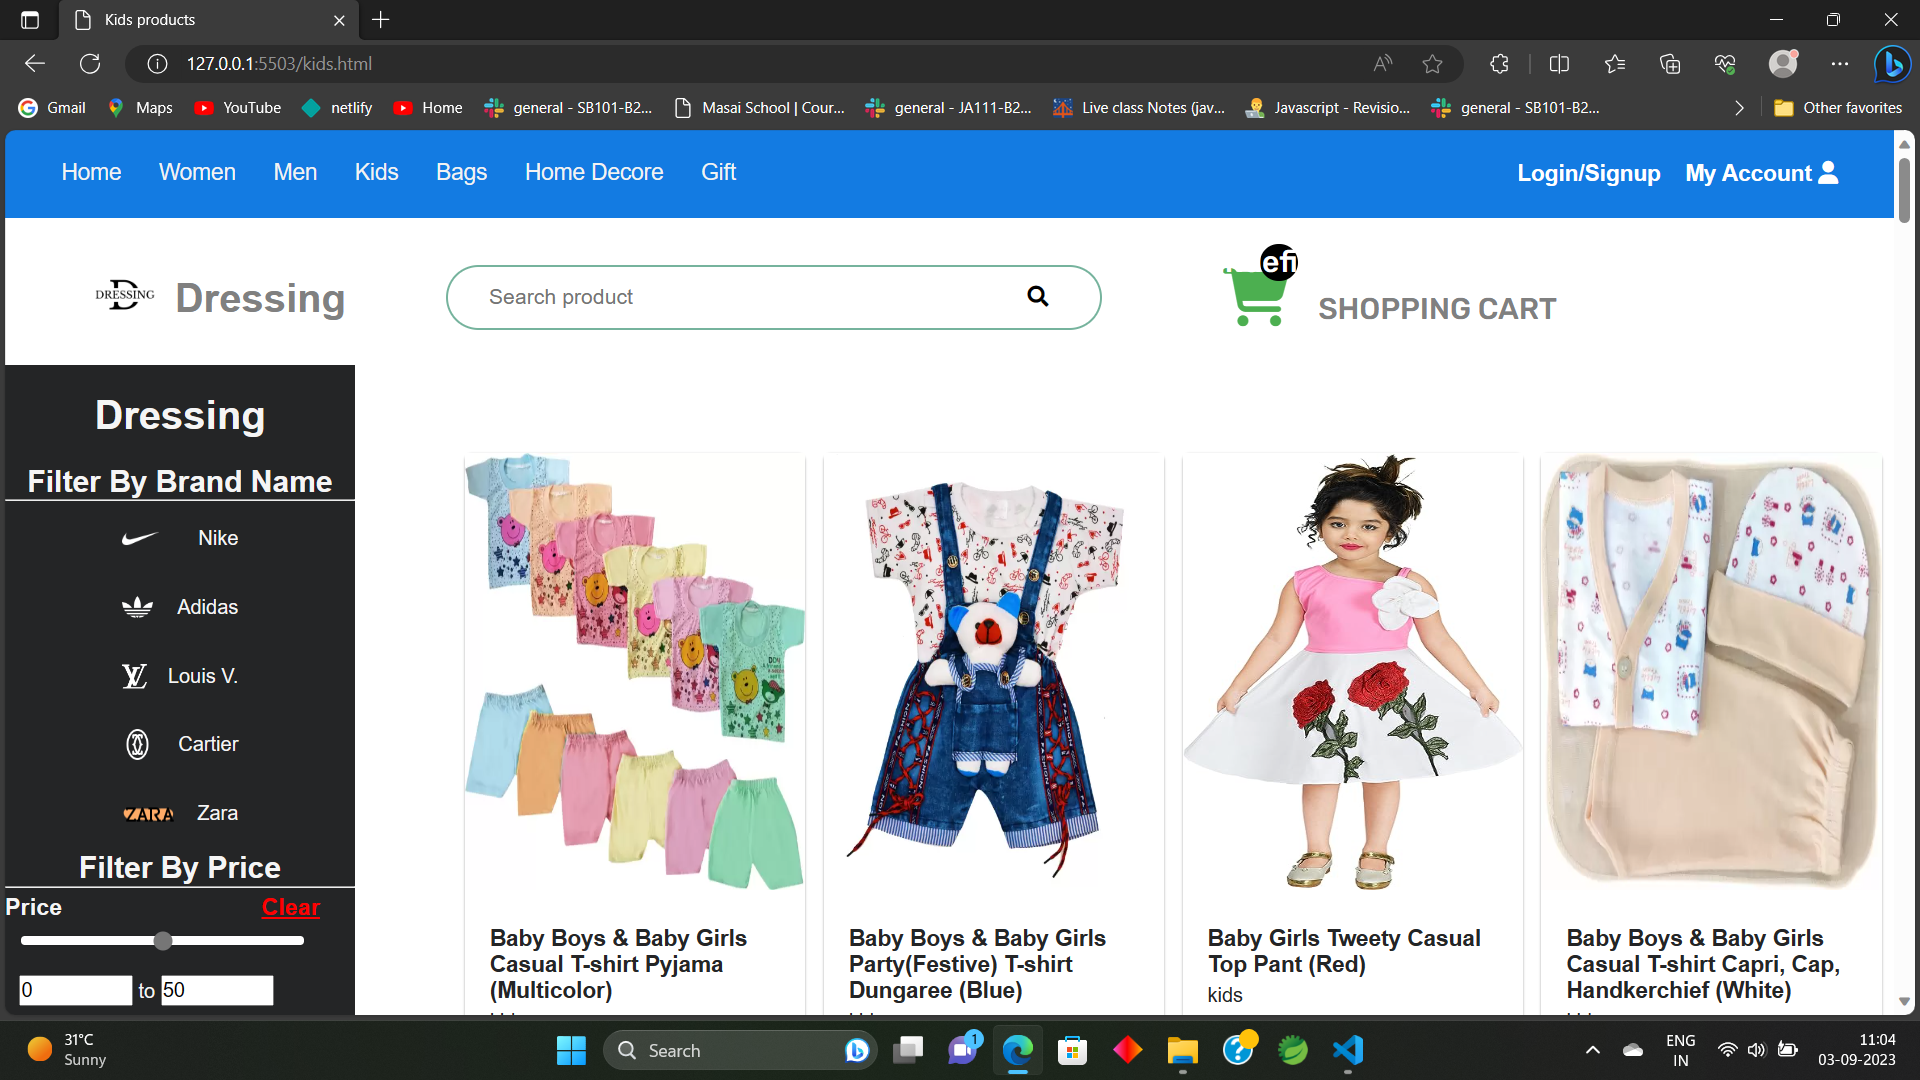 Kids products
127.0.0.1:5503/kids.html
Gmail Maps YouTube netlify Home general - SB101-B2... Masai School | Cour... general - JA111-B2... Live class Notes (jav... Javascript - Revisio... general - SB101-B2... Other favorites
Home Women Men Kids Bags Home Decore Gift Login/Signup My Account
DRESSING Dressing
Search product
efi
SHOPPING CART
Dressing
Filter By Brand Name
Nike
Adidas
Louis V.
Cartier
ZARA Zara
Filter By Price
Price Clear
0 to 50
Baby Boys & Baby Girls
Casual T-shirt Pyjama
(Multicolor)
Baby Boys & Baby Girls
Party(Festive) T-shirt
Dungaree (Blue)
Baby Girls Tweety Casual
Top Pant (Red)
kids
Baby Boys & Baby Girls
Casual T-shirt Capri, Cap,
Handkerchief (White)
31°C
Sunny
Search
1
ENG
IN
11:04
03-09-2023